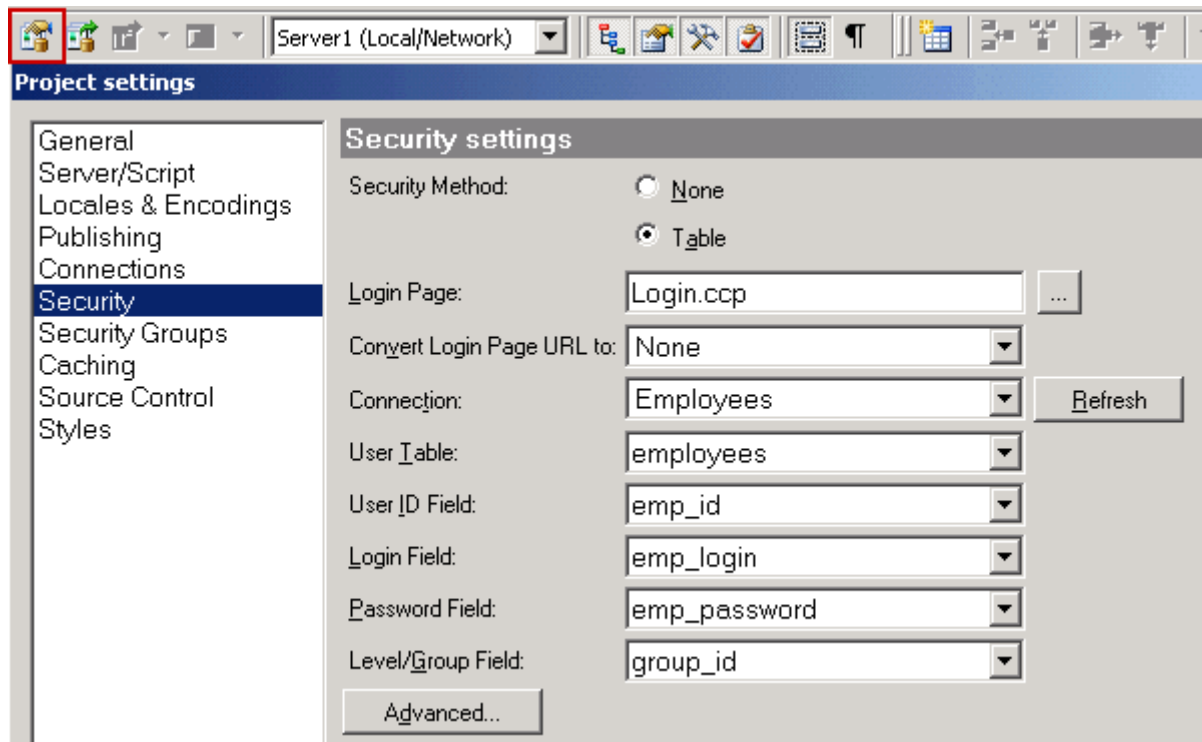 Server1 (Local/Network)
Project settings
General
Server/Script
Locales & Encodings
Publishing
Connections
Security
Security Groups
Caching
Source Control
Styles
Security settings
Security Method:
None
Table
Login Page: Login.ccp ...
Convert Login Page URL to: None
Connection: Employees Refresh
User Table: employees
User ID Field: emp_id
Login Field: emp_login
Password Field: emp_password
Level/Group Field: group_id
Advanced...